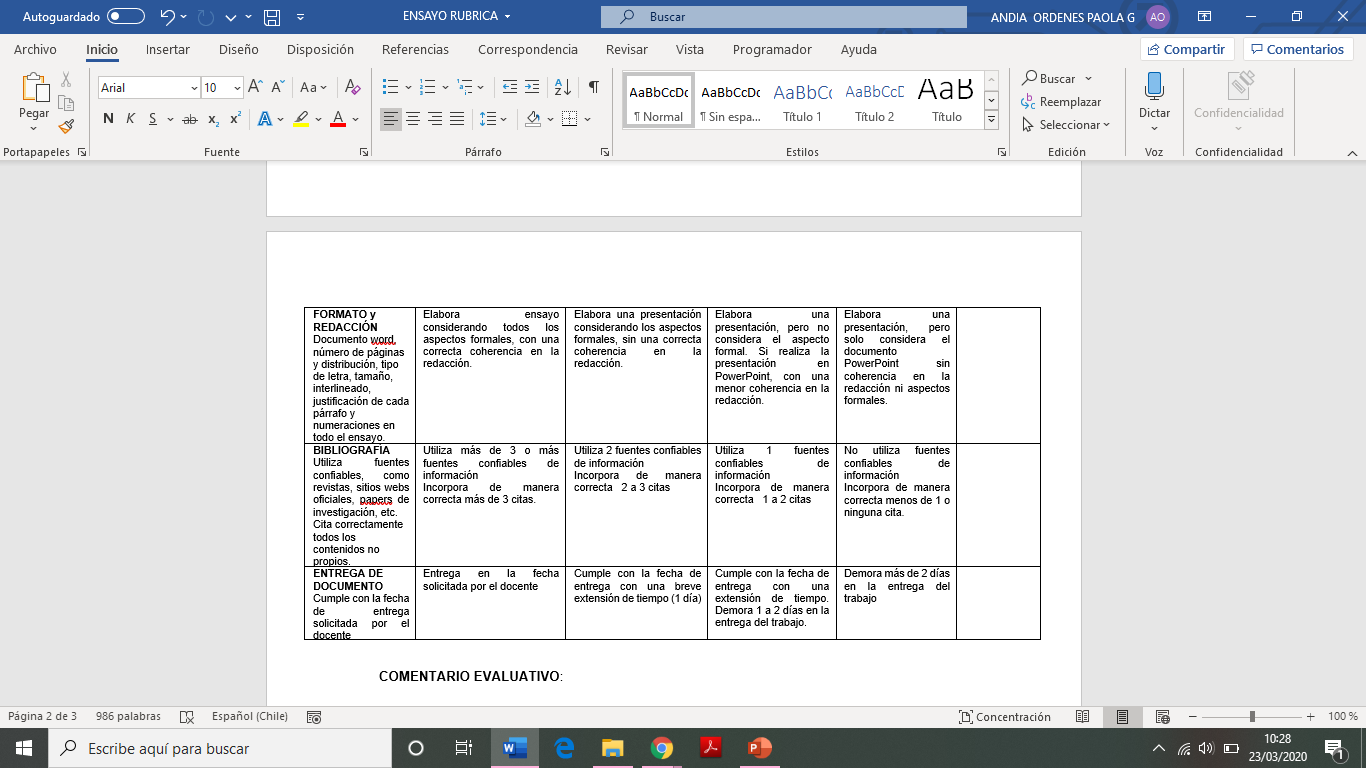 Autoguardado
ENSAYO RUBRICA
Buscar
ANDIA ORDENES PAOLA G
AO
Archivo
Inicio
Insertar
Diseño
Disposición
Referencias
Correspondencia
Revisar
Vista
Programador
Ayuda
Compartir
Comentarios
Pegar
Portapapeles
Arial
10
Aa
N K S ab x₂ x²
A
A
Fuente
Párrafo
AaBbCcDc
¶ Normal
AaBbCcDc
¶ Sin espa...
AaBbCc
Título 1
AaBbCcD
Título 2
AaB
Título
Estilos
Buscar
Reemplazar
Seleccionar
Edición
Dictar
Voz
Confidencialidad
Confidencialidad
FORMATO y
REDACCIÓN
Documento word,
número de páginas
y distribución, tipo
de letra, tamaño,
interlineado,
justificación de cada
párrafo y
numeraciones en
todo el ensayo.
Elabora ensayo
considerando todos los
aspectos formales, con una
correcta coherencia en la
redacción.
Elabora una presentación
considerando los aspectos
formales, sin una correcta
coherencia en la
redacción.
Elabora una
presentación, pero no
considera el aspecto
formal. Si realiza la
presentación en
PowerPoint, con una
menor coherencia en la
redacción.
Elabora una
presentación, pero
solo considera el
documento
PowerPoint sin
coherencia en la
redacción ni aspectos
formales.
BIBLIOGRAFIA
Utiliza fuentes
confiables, como
revistas, sitios webs
oficiales, papers de
investigación, etc.
Cita correctamente
todos los
contenidos no
propios.
Utiliza más de 3 o más
fuentes confiables de
información
Incorpora de manera
correcta más de 3 citas.
Utiliza 2 fuentes confiables
de información
Incorpora de manera
correcta 2 a 3 citas
Utiliza 1 fuentes
confiables de
información
Incorpora de manera
correcta 1 a 2 citas
No utiliza fuentes
confiables de
información
Incorpora de manera
correcta menos de 1 o
ninguna cita.
ENTREGA DE
DOCUMENTO
Cumple con la fecha
de entrega
solicitada por el
docente
Entrega en la fecha
solicitada por el docente
Cumple con la fecha de
entrega con una breve
extensión de tiempo (1 día)
Cumple con la fecha de
entrega con una
extensión de tiempo.
Demora 1 a 2 días en la
entrega del trabajo.
Demora más de 2 días
en la entrega del
trabajo
COMENTARIO EVALUATIVO:
Página 2 de 3
986 palabras
Español (Chile)
Concentración
100 %
Escribe aquí para buscar
10:28
23/03/2020
1